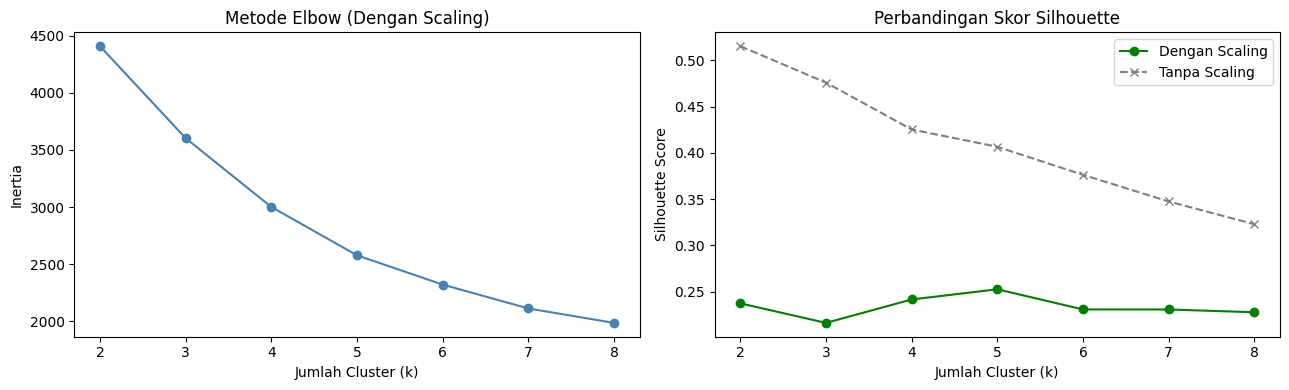 Metode Elbow (Dengan Scaling)
4500
4000
3500
3000
2500
2000
Inertia
2 3 4 5 6 7 8
Jumlah Cluster (k)
Perbandingan Skor Silhouette
Dengan Scaling
Tanpa Scaling
0.50
0.45
0.40
0.35
0.30
0.25
Silhouette Score
2 3 4 5 6 7 8
Jumlah Cluster (k)